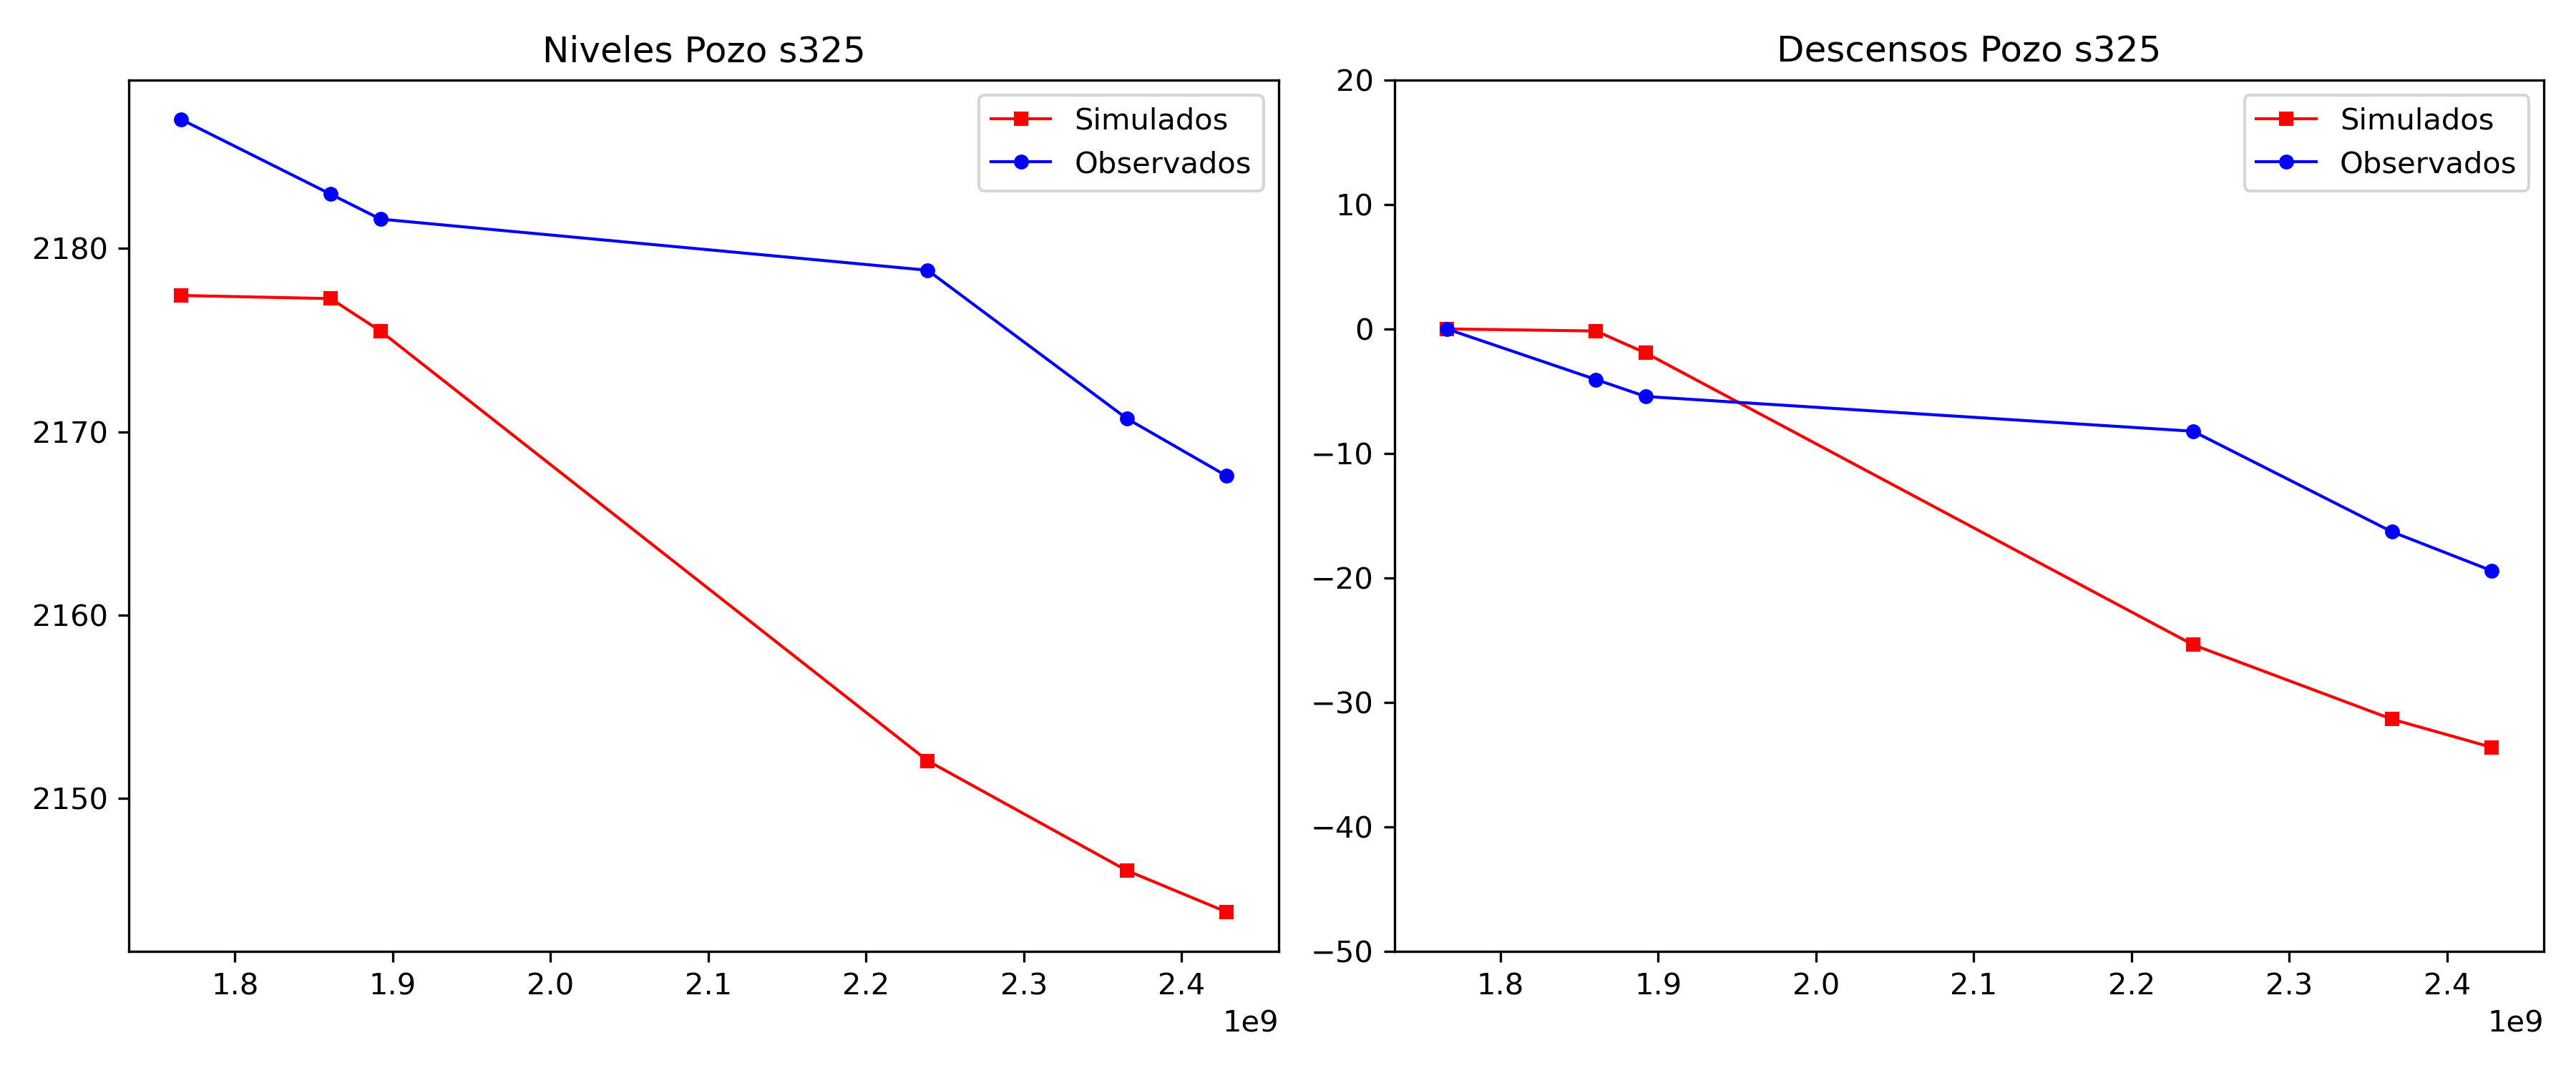 Niveles Pozo s325
Simulados
Observados
2180
2170
2160
2150
1.8 1.9 2.0 2.1 2.2 2.3 2.4
1e9
Descensos Pozo s325
Simulados
Observados
20
10
0
−10
−20
−30
−40
−50
1.8 1.9 2.0 2.1 2.2 2.3 2.4
1e9